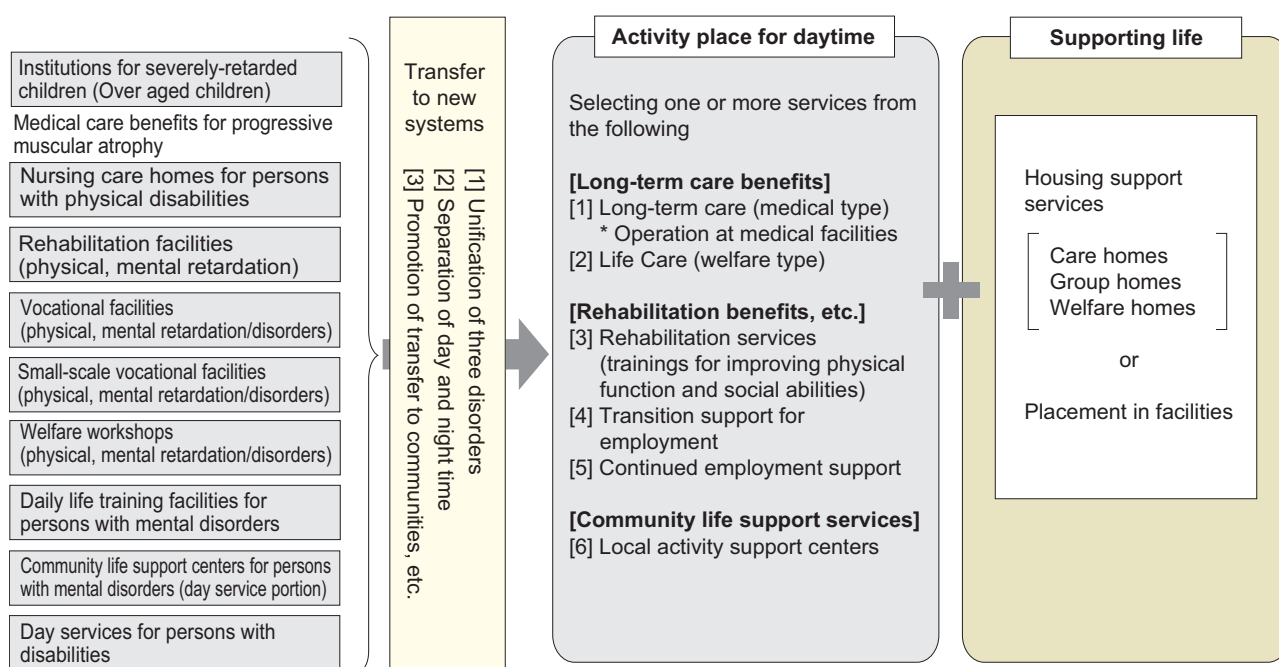 Institutions for severely-retarded
children (Over aged children)
Medical care benefits for progressive
muscular atrophy
Nursing care homes for persons
with physical disabilities
Rehabilitation facilities
(physical, mental retardation)
Vocational facilities
(physical, mental retardation/disorders)
Small-scale vocational facilities
(physical, mental retardation/disorders)
Welfare workshops
(physical, mental retardation/disorders)
Daily life training facilities for
persons with mental disorders
Community life support centers for persons
with mental disorders (day service portion)
Day services for persons with
disabilities
Transfer
to new
systems
[1] Unification of three disorders
[2] Separation of day and night time
[3] Promotion of transfer to communities, etc.
Activity place for daytime
Selecting one or more services from
the following
[Long-term care benefits]
[1] Long-term care (medical type)
* Operation at medical facilities
[2] Life Care (welfare type)
[Rehabilitation benefits, etc.]
[3] Rehabilitation services
(trainings for improving physical
function and social abilities)
[4] Transition support for
employment
[5] Continued employment support
[Community life support services]
[6] Local activity support centers
Supporting life
Housing support
services
Care homes
Group homes
Welfare homes
or
Placement in facilities